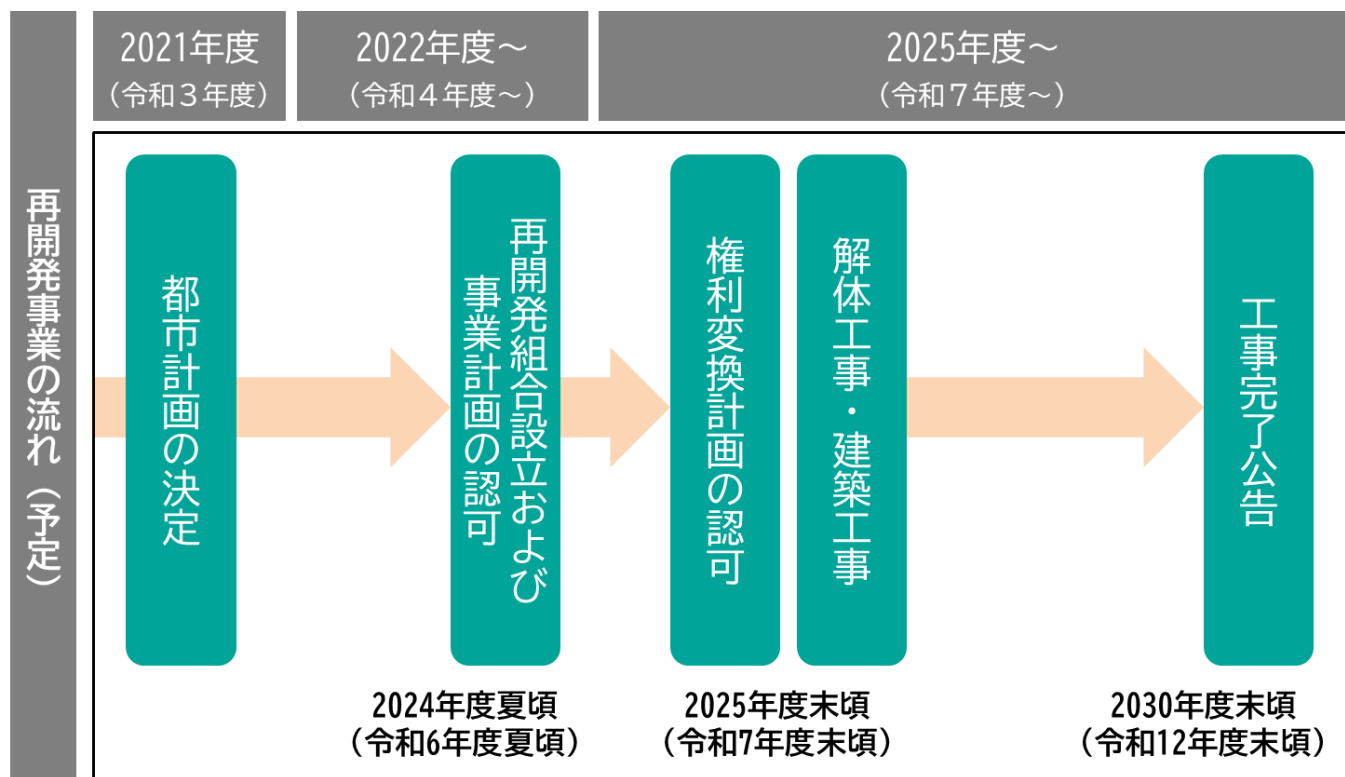 再開発事業の流れ（予定）
2021年度
（令和３年度）
2022年度～
（令和４年度～）
2025年度～
（令和７年度～）
都市計画の決定
再開発組合設立および
事業計画の認可
権利変換計画の認可
解体工事・建築工事
工事完了公告
2024年度夏頃
（令和6年度夏頃）
2025年度末頃
（令和7年度末頃）
2030年度末頃
（令和12年度末頃）